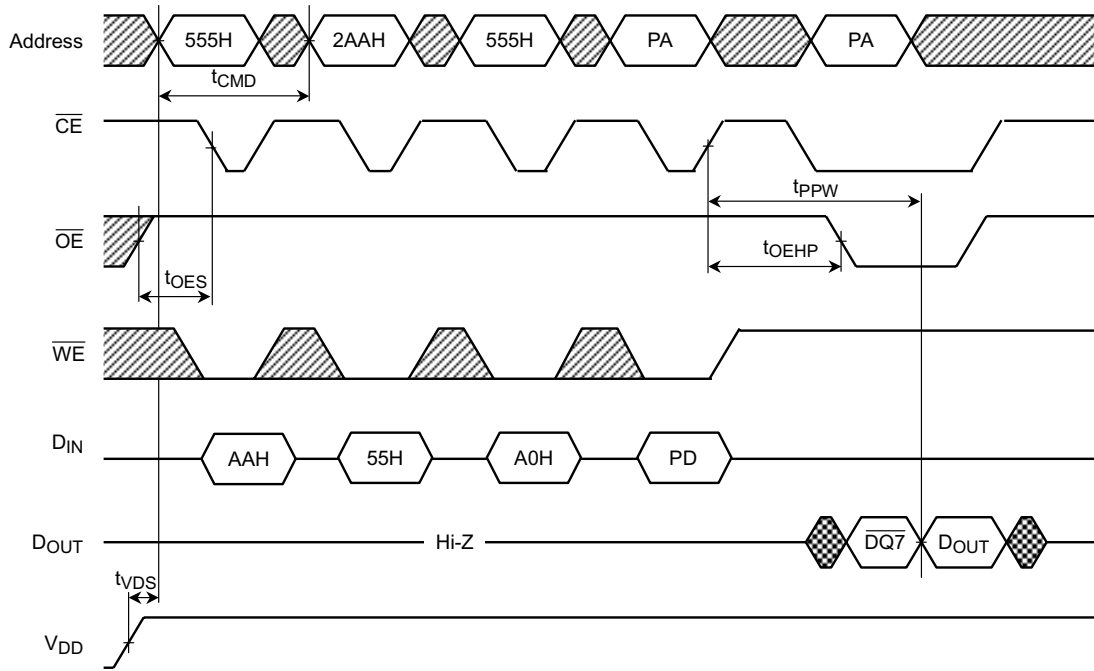 Address 555H 2AAH 555H PA PA
tCMD
CE
tPPW
OE
tOEHP
tOES
WE
DIN AAH 55H A0H PD
DOUT Hi-Z DQ7 DOUT
tVDS
VDD